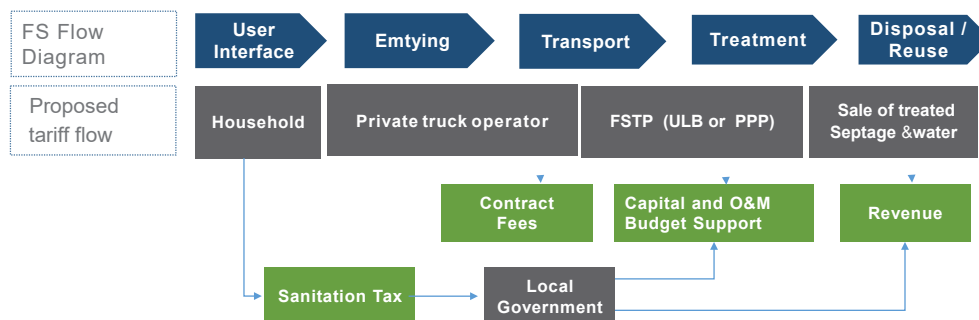 FS Flow
Diagram
User
Interface
Emtying
Transport
Treatment
Disposal /
Reuse
Proposed
tariff flow
Household
Private truck operator
FSTP (ULB or PPP)
Sale of treated
Septage &water
Contract
Fees
Capital and O&M
Budget Support
Revenue
Sanitation Tax
Local
Government